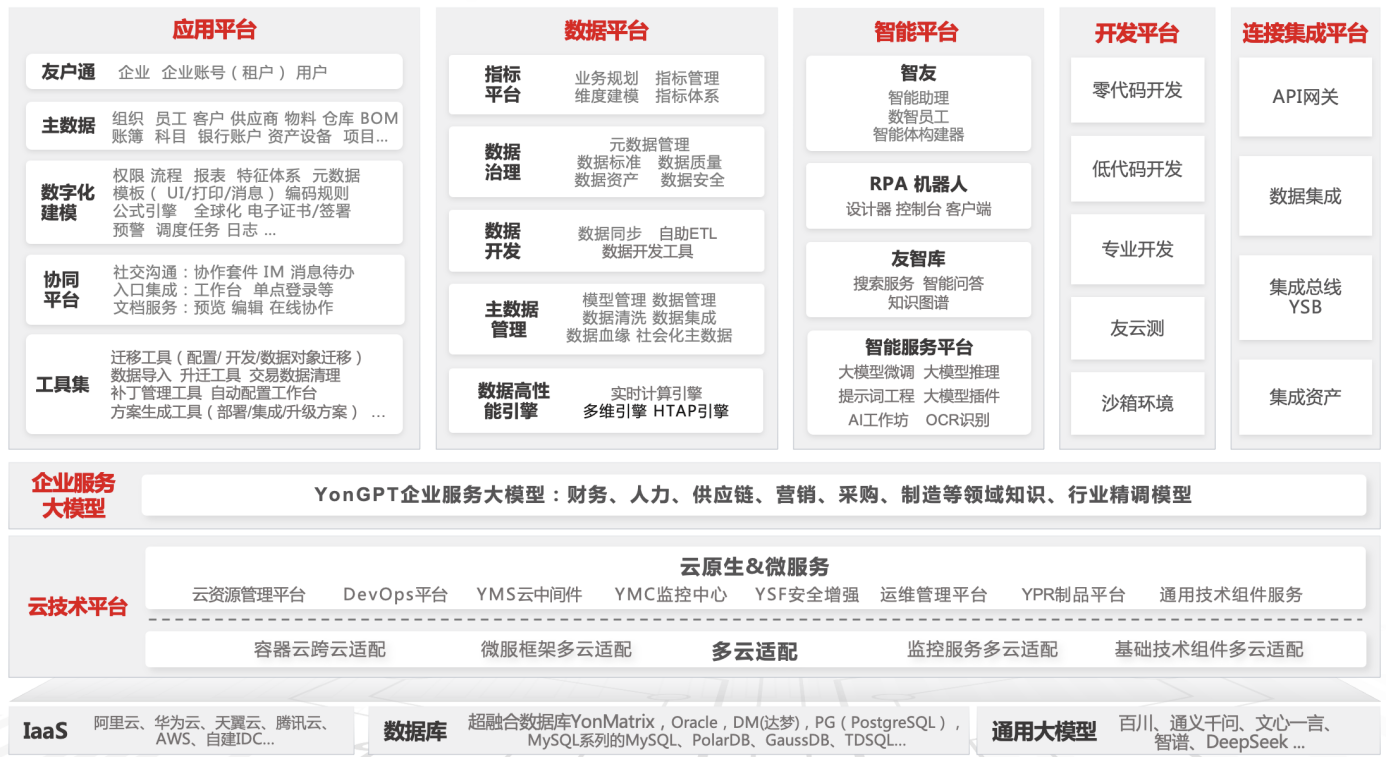 应用平台
友户通
企业 企业账号（租户） 用户
主数据
组织 员工 客户 供应商 物料 仓库 BOM
账簿 科目 银行账户 资产设备 项目...
数字化
建模
权限 流程 报表 特征体系 元数据
模板（ UI/打印/消息）编码规则
公式引擎 全球化 电子证书/签署
预警 调度任务 日志 ...
协同
平台
社交沟通：协作套件 IM 消息待办
入口集成：工作台 单点登录等
文档服务：预览 编辑 在线协作
工具集
迁移工具（配置/ 开发/数据对象迁移）
数据导入 升迁工具 交易数据清理
补丁管理工具 自动配置工作台
方案生成工具（部署/集成/升级方案） ...
数据平台
指标
平台
业务规划 指标管理
维度建模 指标体系
数据
治理
元数据管理
数据标准 数据质量
数据资产 数据安全
数据
开发
数据同步 自助ETL
数据开发工具
主数据
管理
模型管理 数据管理
数据清洗 数据集成
数据血缘 社会化主数据
数据高性
能引擎
实时计算引擎
多维引擎 HTAP引擎
智能平台
智友
智能助理
数智员工
智能体构建器
RPA 机器人
设计器 控制台 客户端
友智库
搜索服务 智能问答
知识图谱
智能服务平台
大模型微调 大模型推理
提示词工程 大模型插件
AI工作坊 OCR识别
开发平台
零代码开发
低代码开发
专业开发
友云测
沙箱环境
连接集成平台
API网关
数据集成
集成总线
YSB
集成资产
企业服务
大模型
YonGPT企业服务大模型：财务、人力、供应链、营销、采购、制造等领域知识、行业精调模型
云技术平台
云原生&微服务
云资源管理平台 DevOps平台 YMS云中间件 YMC监控中心 YSF安全增强 运维管理平台 YPR制品平台 通用技术组件服务
容器云跨云适配 微服框架多云适配 多云适配 监控服务多云适配 基础技术组件多云适配
IaaS
阿里云、华为云、天翼云、腾讯云、
AWS、自建IDC...
数据库
超融合数据库YonMatrix，Oracle，DM(达梦)，PG（PostgreSQL），
MySQL系列的MySQL、PolarDB、GaussDB、TDSQL...
通用大模型
百川、通义千问、文心一言、
智谱、DeepSeek ...